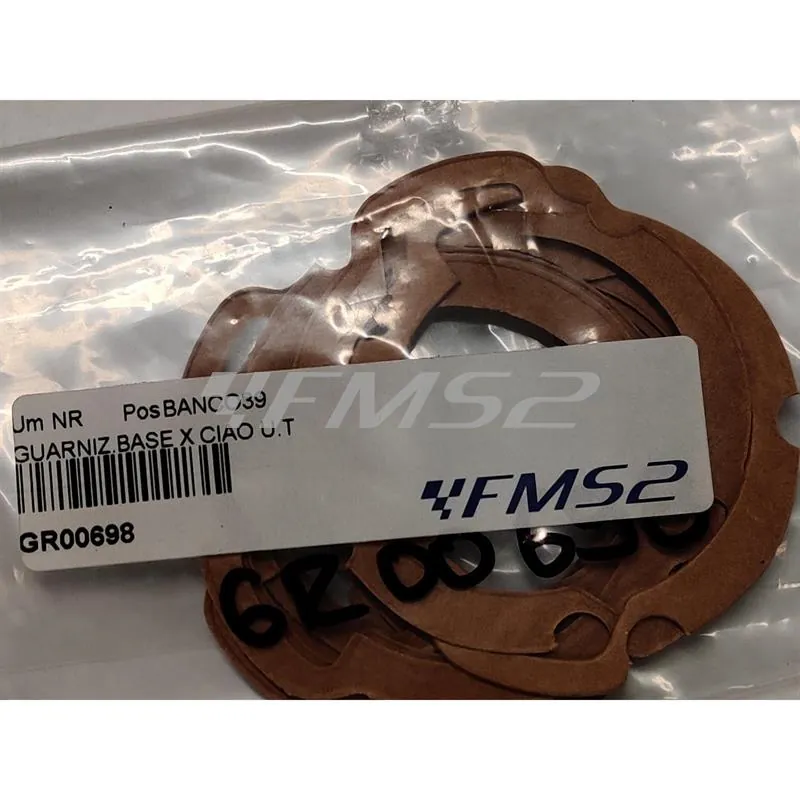 Um NR PosBANCO39
GUARNIZ.BASE X CIAO U.T
GR00698
FMS2
FMS2
GR00698